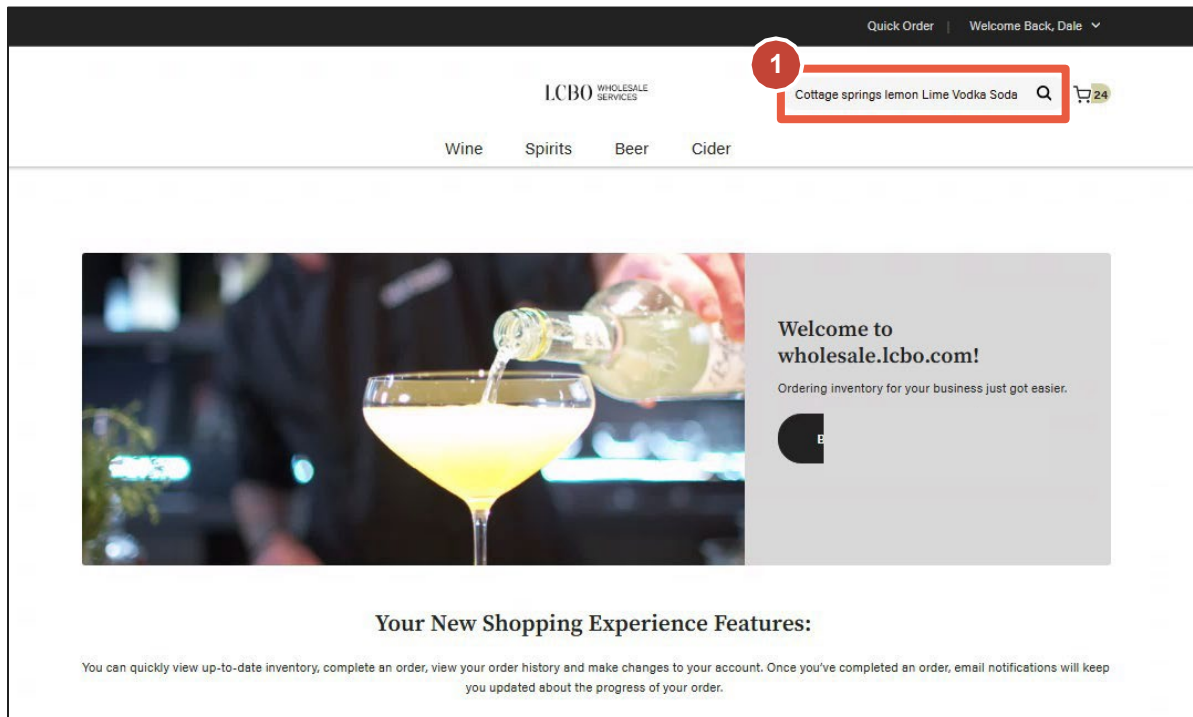 Quick Order | Welcome Back, Dale
1
LCBO WHOLESALE SERVICES
Cottage springs lemon Lime Vodka Soda
24
Wine Spirits Beer Cider
Welcome to
wholesale.lcbo.com!
Ordering inventory for your business just got easier.
B
Your New Shopping Experience Features:
You can quickly view up-to-date inventory, complete an order, view your order history and make changes to your account. Once you've completed an order, email notifications will keep
you updated about the progress of your order.